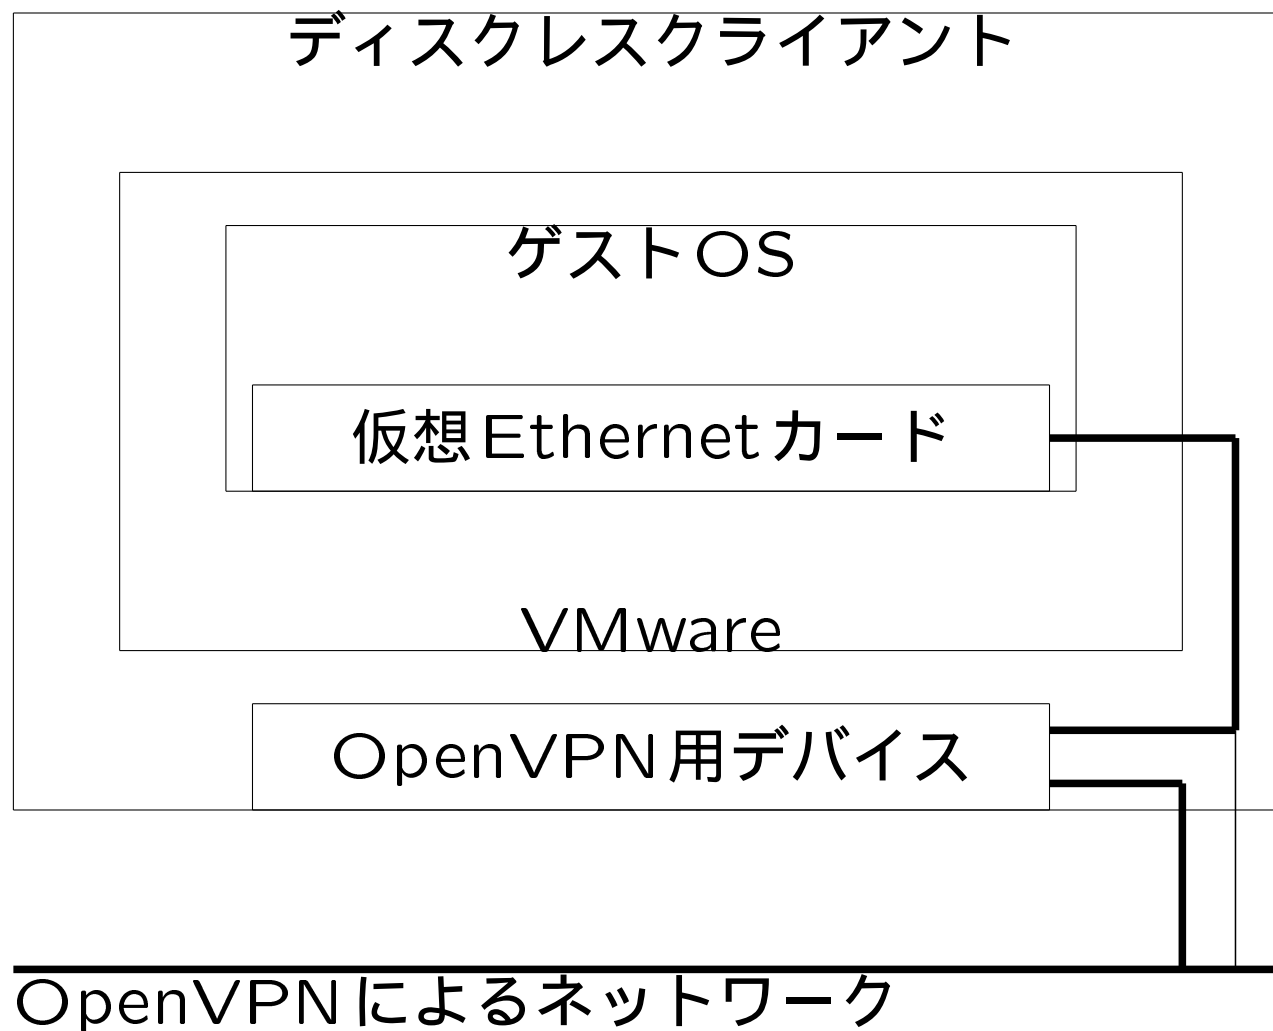 ディスクレスクライアント
ゲストOS
仮想Ethernetカード
VMware
OpenVPN用デバイス
OpenVPNによるネットワーク